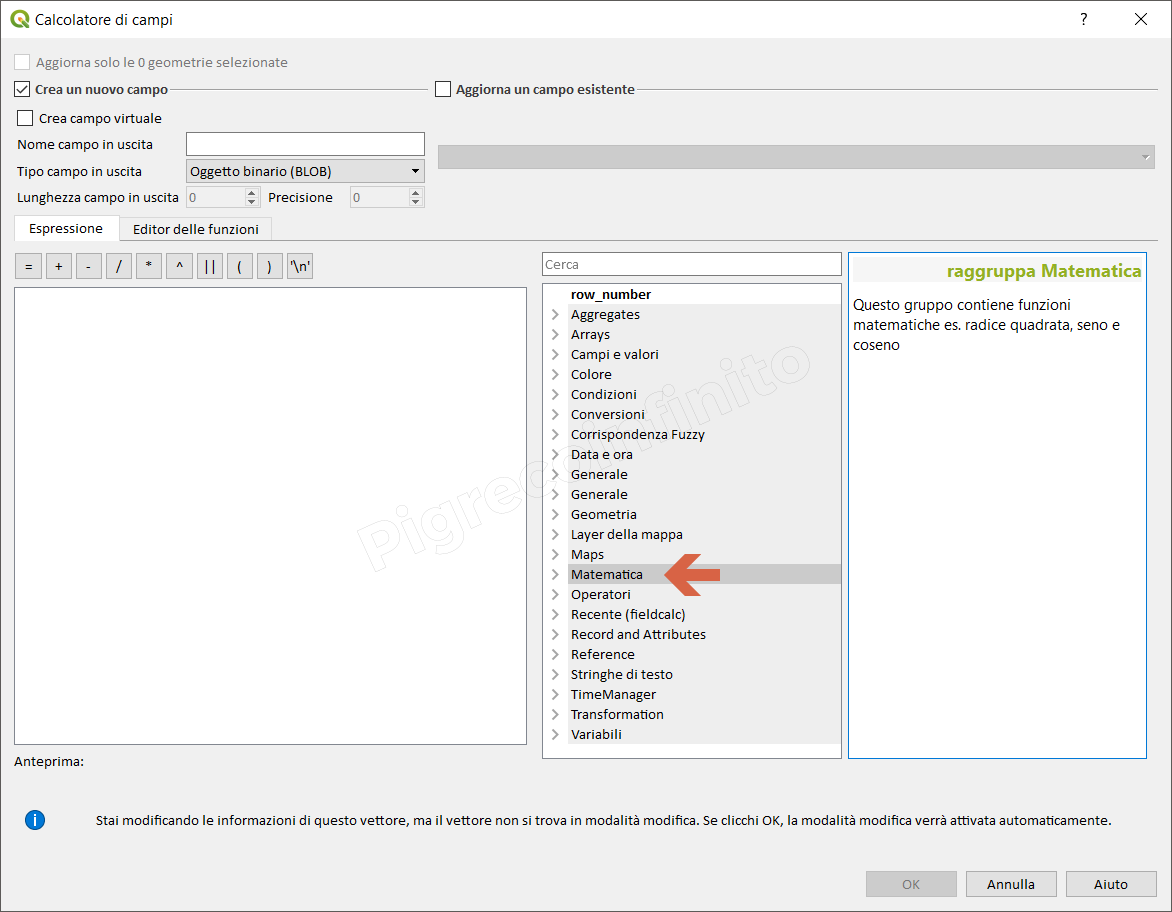 Calcolatore di campi
?
Aggiorna solo le 0 geometrie selezionate
Crea un nuovo campo
Aggiorna un campo esistente
Crea campo virtuale
Nome campo in uscita
Tipo campo in uscita Oggetto binario (BLOB)
Lunghezza campo in uscita 0 Precisione 0
Espressione Editor delle funzioni
= + - / * ^ || ( ) '\n'
Cerca
row_number
Aggregates
Arrays
Campi e valori
Colore
Condizioni
Conversioni
Corrispondenza Fuzzy
Data e ora
Generale
Generale
Geometria
Layer della mappa
Maps
Matematica
Operatori
Recente (fieldcalc)
Record and Attributes
Reference
Stringhe di testo
TimeManager
Transformation
Variabili
raggruppa Matematica
Questo gruppo contiene funzioni
matematiche es. radice quadrata, seno e
coseno
Pigrecoinfinito
Anteprima:
Stai modificando le informazioni di questo vettore, ma il vettore non si trova in modalità modifica. Se clicchi OK, la modalità modifica verrà attivata automaticamente.
OK Annulla Aiuto